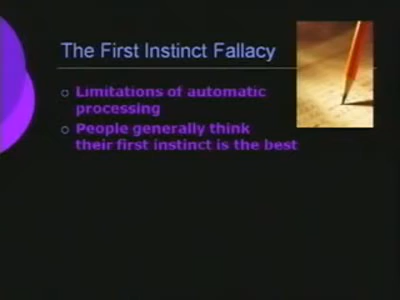 The First Instinct Fallacy
Limitations of automatic
processing
People generally think
their first instinct is the best